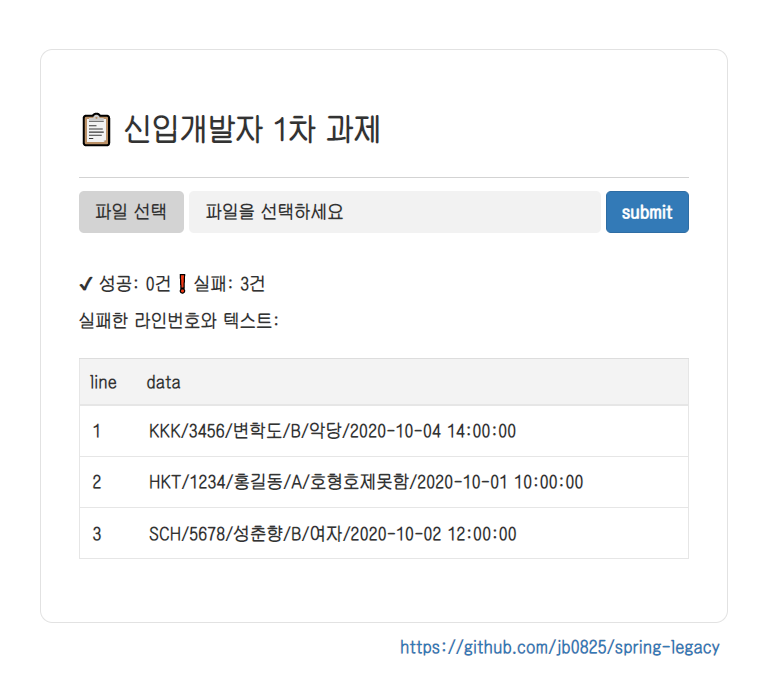 📋 신입개발자 1차 과제
파일 선택 파일을 선택하세요 submit
✔ 성공: 0건 ❗ 실패: 3건
실패한 라인번호와 텍스트:
line data
1 KKK/3456/변학도/B/악당/2020-10-04 14:00:00
2 HKT/1234/홍길동/A/호형호제못함/2020-10-01 10:00:00
3 SCH/5678/성춘향/B/여자/2020-10-02 12:00:00
https://github.com/jb0825/spring-legacy